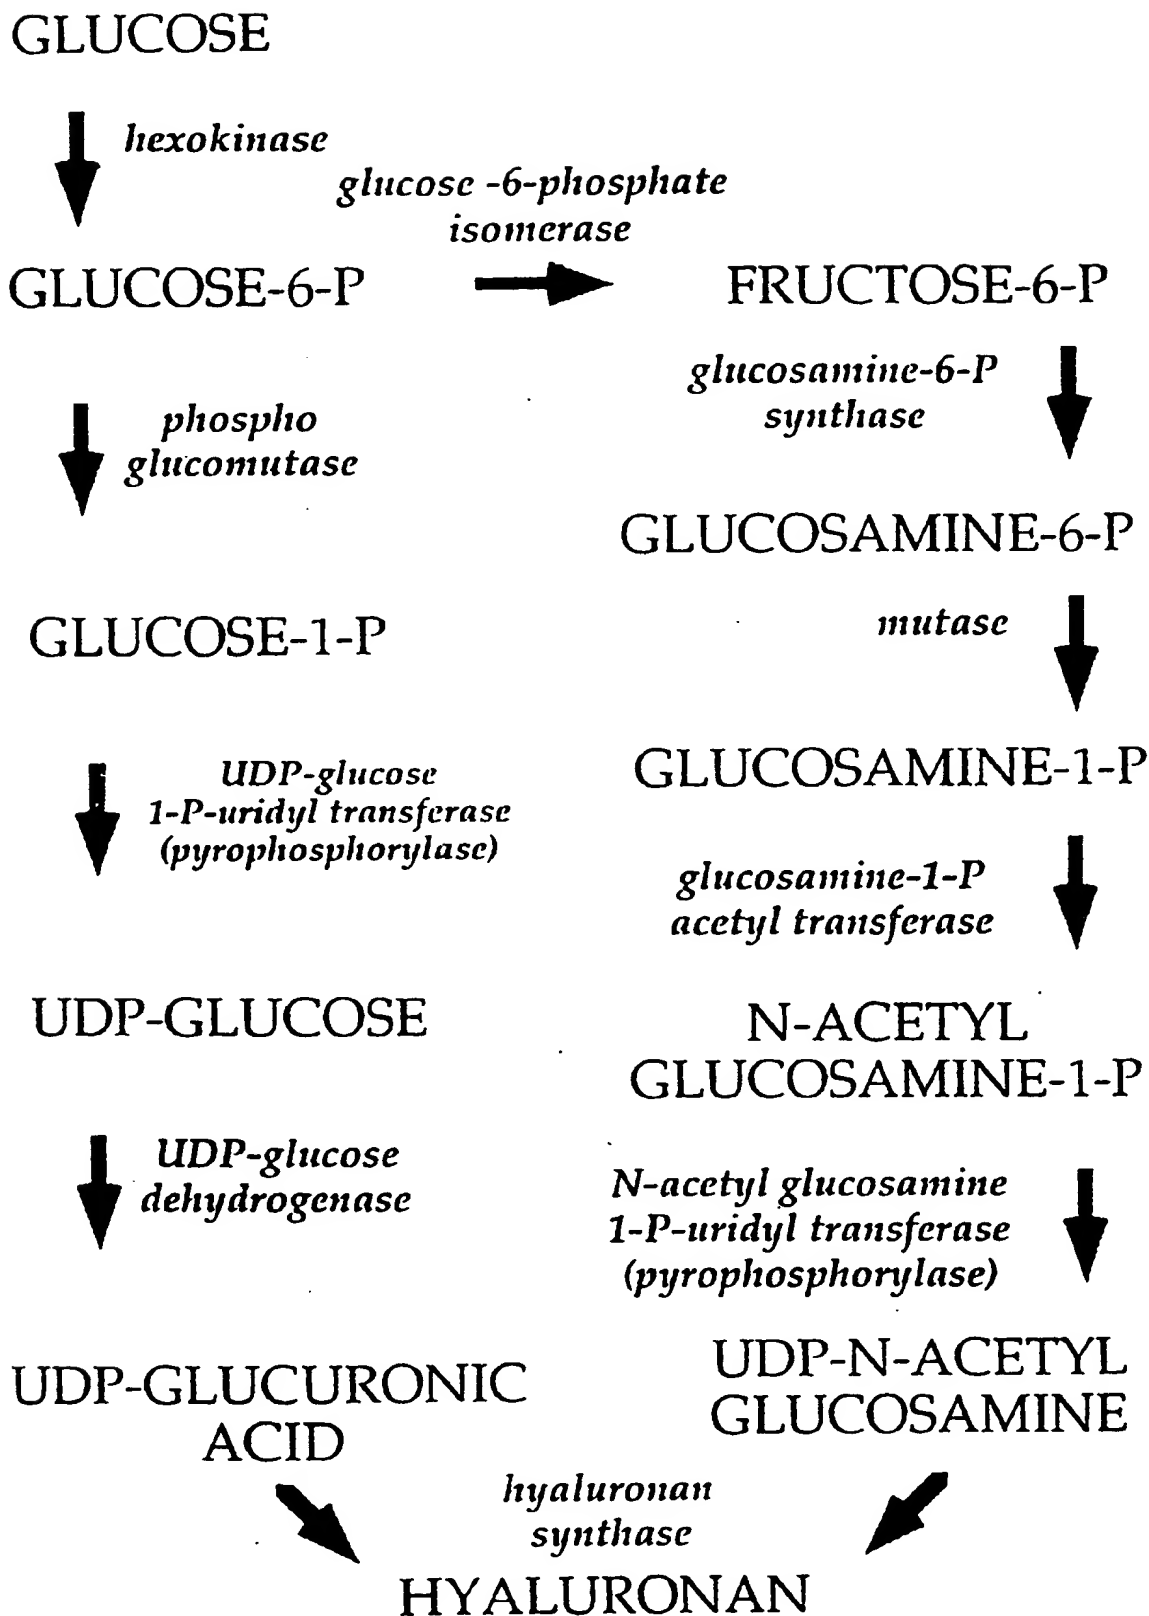 GLUCOSE
hexokinase
glucose -6-phosphate
isomerase
GLUCOSE-6-P
FRUCTOSE-6-P
phospho
glucomutase
glucosamine-6-P
synthase
GLUCOSE-1-P
GLUCOSAMINE-6-P
mutase
UDP-glucose
1-P-uridyl transferase
(pyrophosphorylase)
GLUCOSAMINE-1-P
glucosamine-1-P
acetyl transferase
UDP-GLUCOSE
N-ACETYL
GLUCOSAMINE-1-P
UDP-glucose
dehydrogenase
N-acetyl glucosamine
1-P-uridyl transferase
(pyrophosphorylase)
UDP-GLUCURONIC
ACID
UDP-N-ACETYL
GLUCOSAMINE
hyaluronan
synthase
HYALURONAN